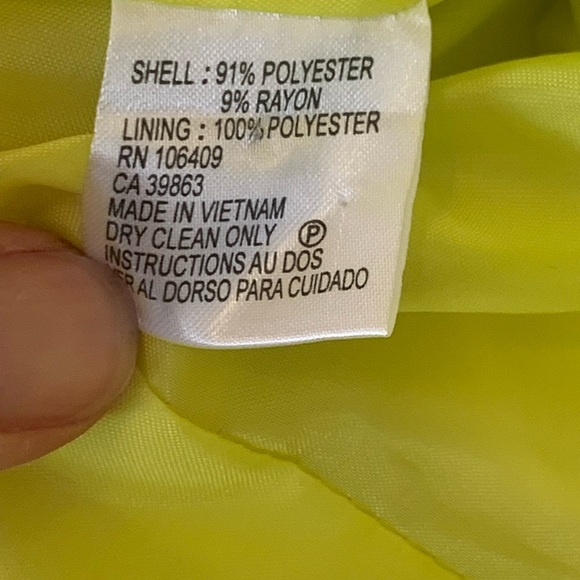 SHELL : 91% POLYESTER
9% RAYON
LINING : 100% POLYESTER
RN 106409
CA 39863
MADE IN VIETNAM
DRY CLEAN ONLY Ⓟ
INSTRUCTIONS AU DOS
AL DORSO PARA CUIDADO